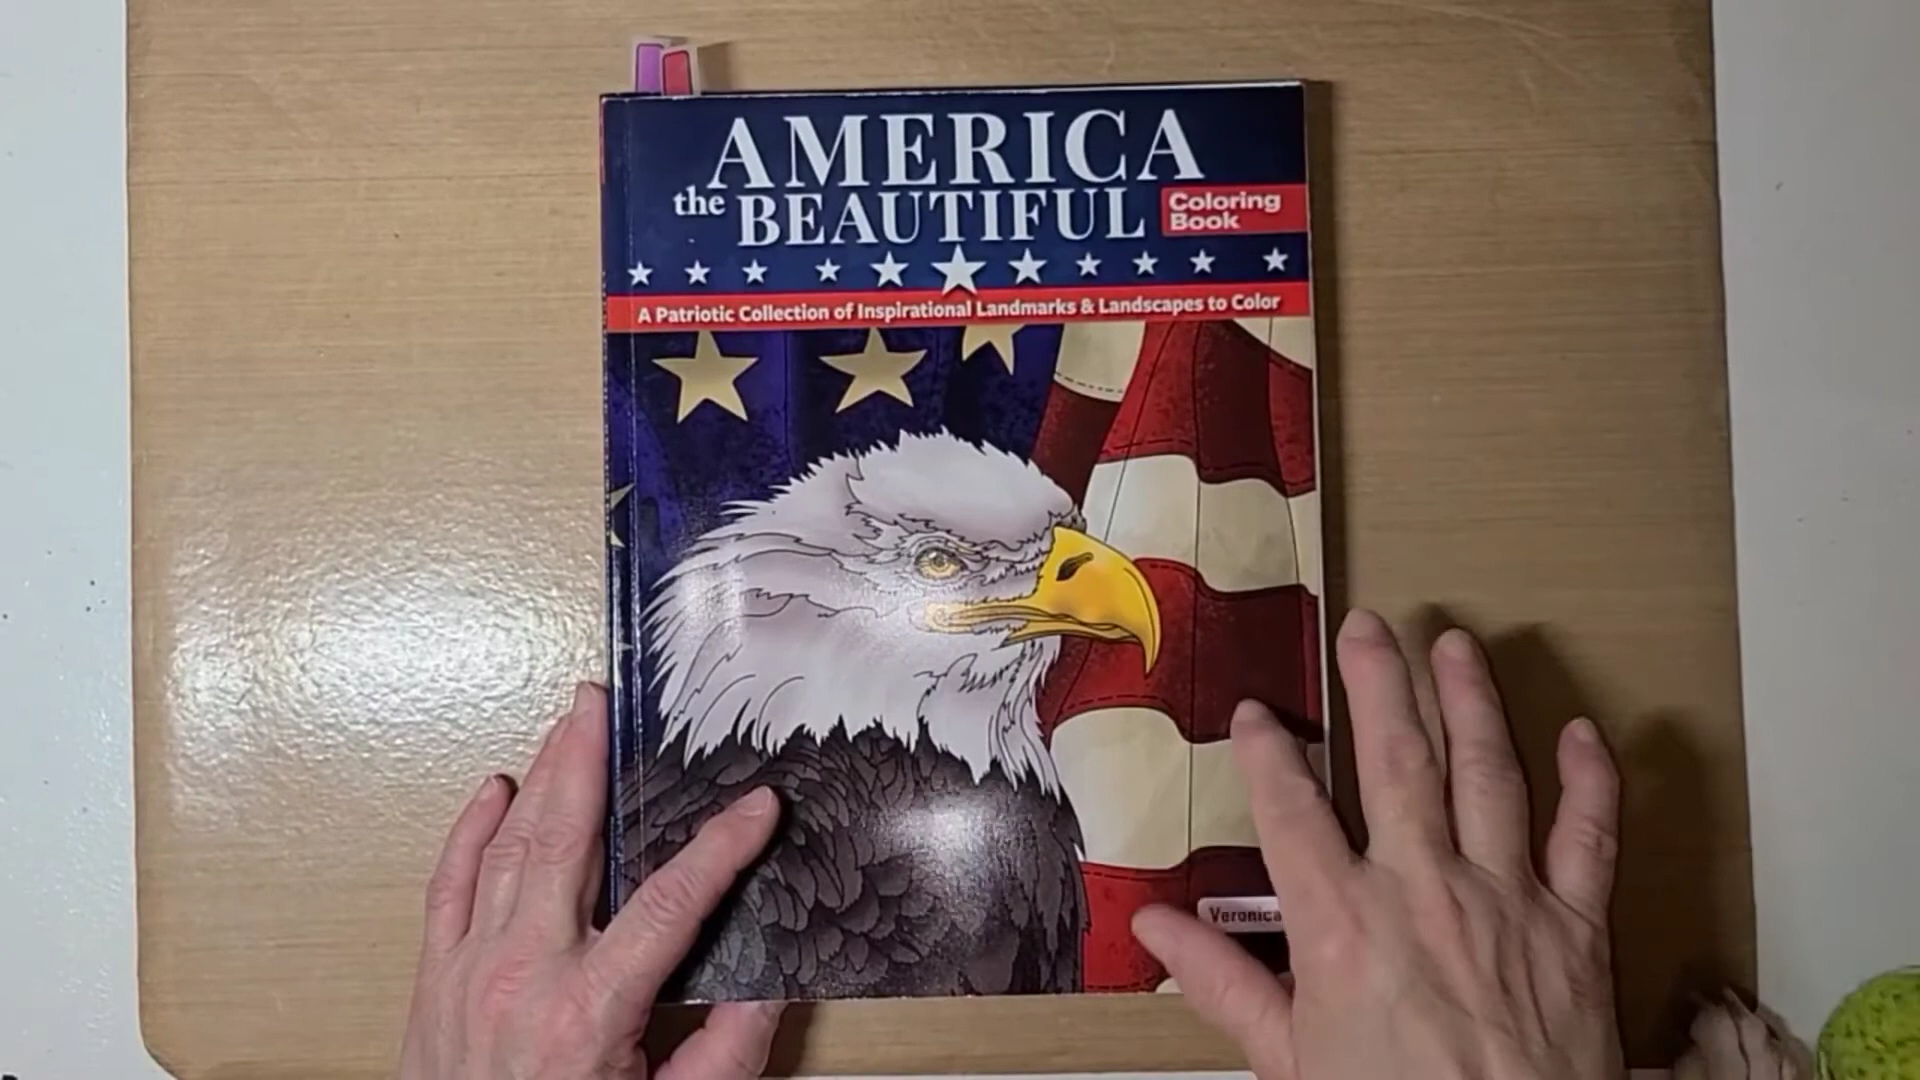 AMERICA
the BEAUTIFUL
Coloring
Book
A Patriotic Collection of Inspirational Landmarks & Landscapes to Color
Veronica